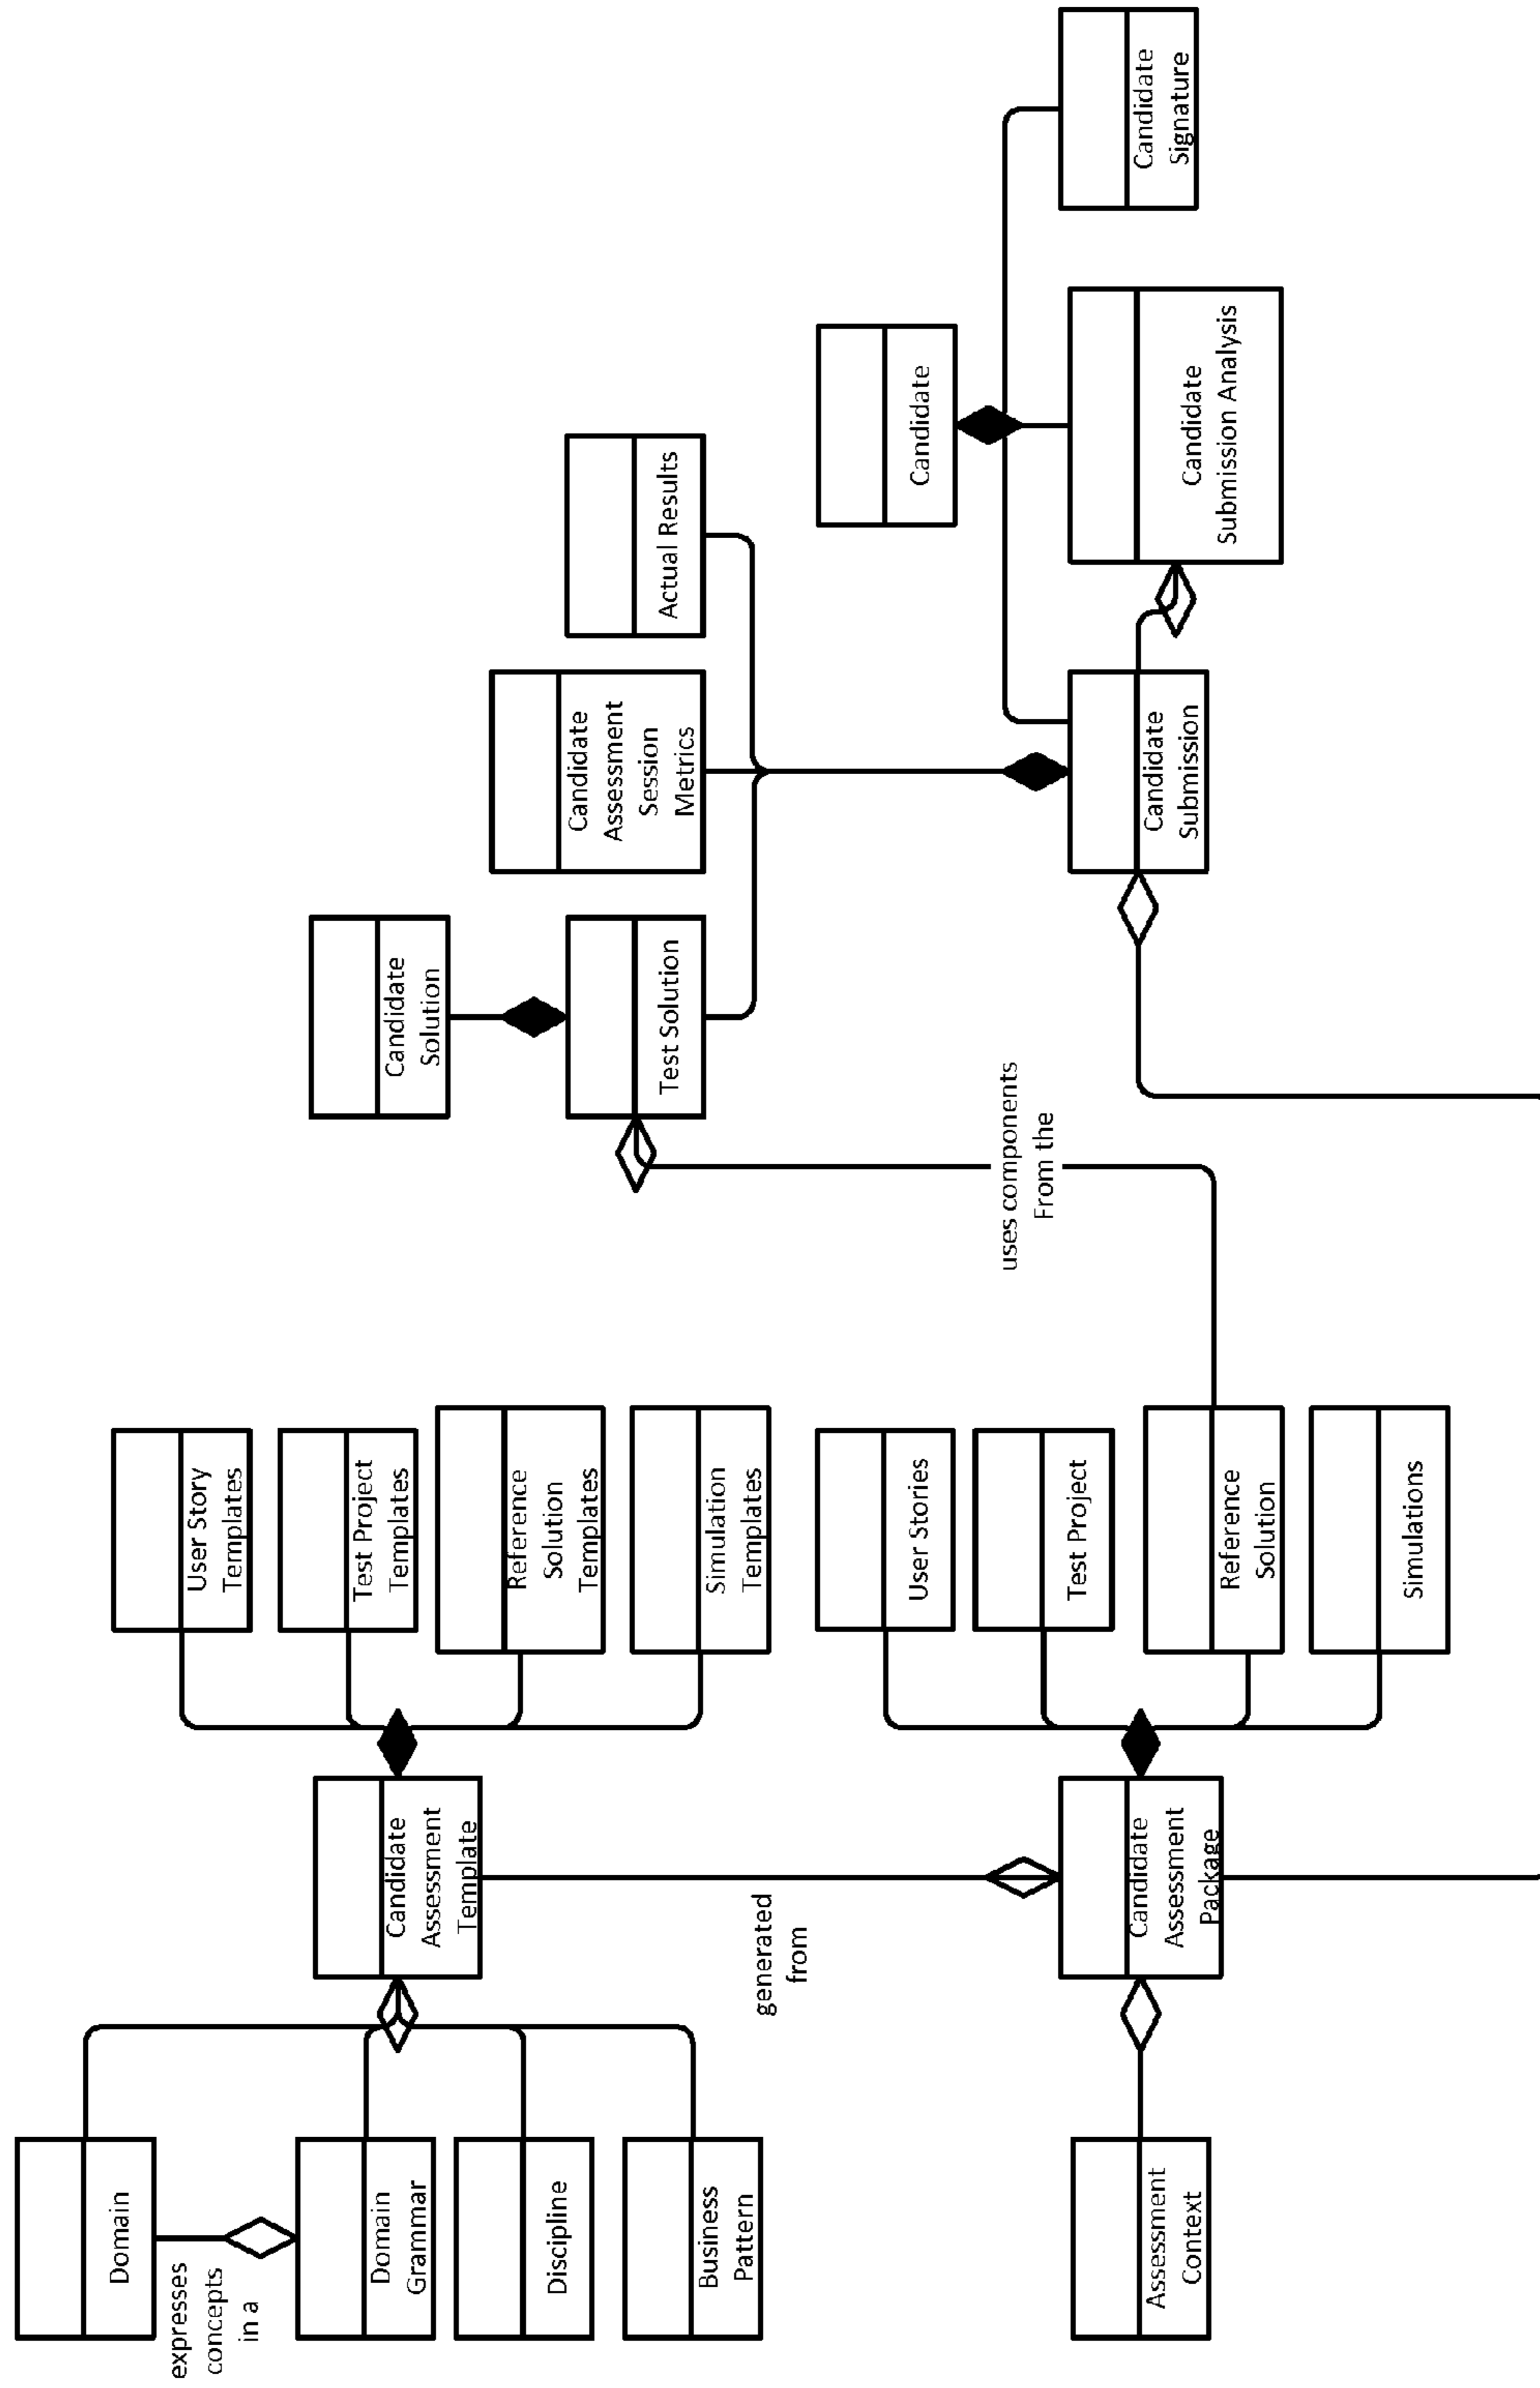 Domain
expresses
concepts
in a
Domain
Grammar
Discipline
Business
Pattern
Candidate
Assessment
Template
User Story
Templates
Test Project
Templates
Reference
Solution
Templates
Simulation
Templates
generated
from
Assessment
Context
Candidate
Assessment
Package
User Stories
Test Project
Reference
Solution
Simulations
uses components
From the
Candidate
Solution
Test Solution
Candidate
Assessment
Session
Metrics
Actual Results
Candidate
Submission
Candidate
Candidate
Submission Analysis
Candidate
Signature